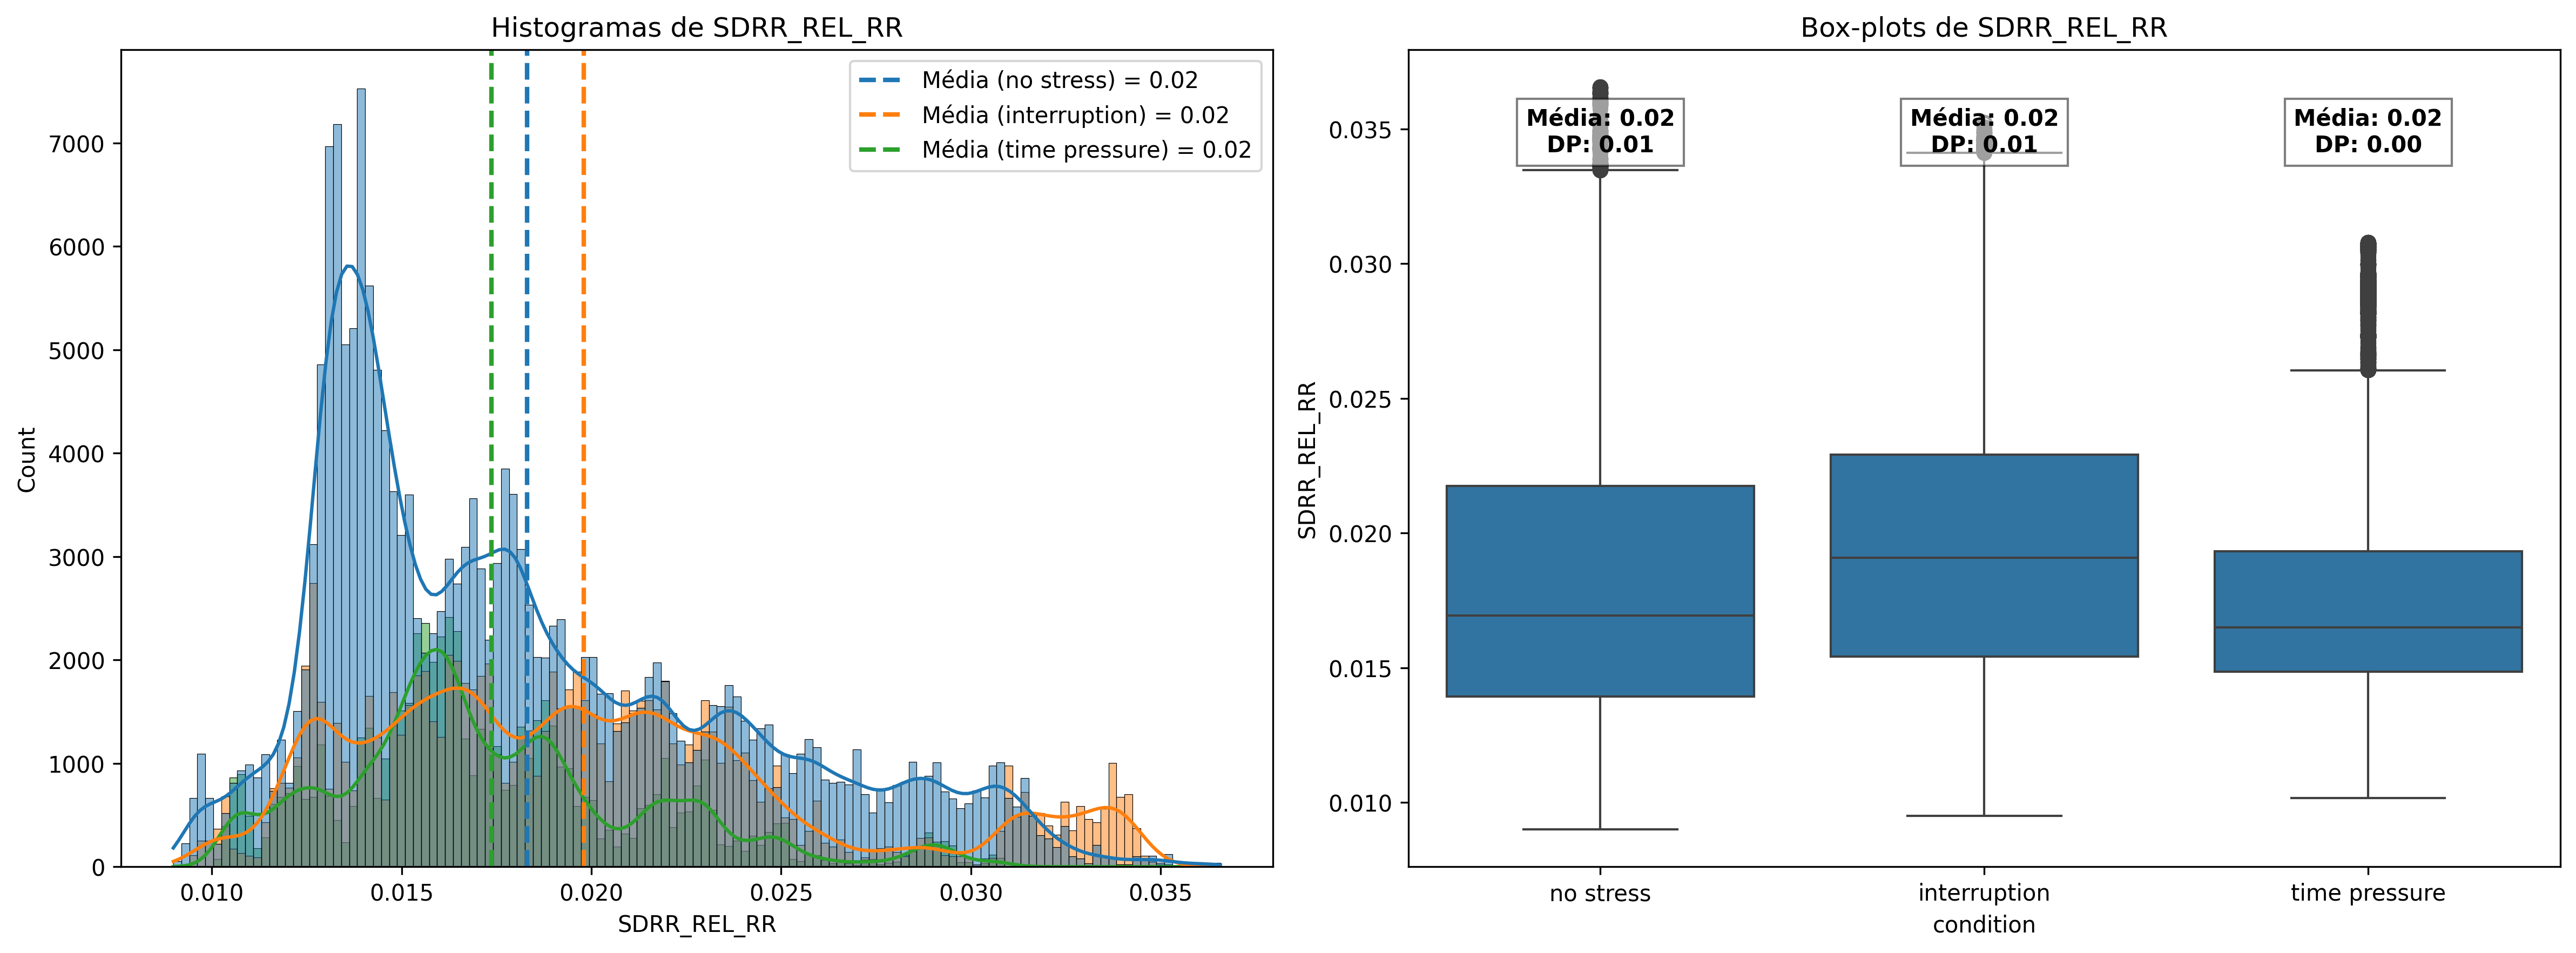 Histogramas de SDRR_REL_RR
Média (no stress) = 0.02
Média (interruption) = 0.02
Média (time pressure) = 0.02
Count
7000
6000
5000
4000
3000
2000
1000
0
0.010 0.015 0.020 0.025 0.030 0.035
SDRR_REL_RR
Box-plots de SDRR_REL_RR
Média: 0.02
DP: 0.01
Média: 0.02
DP: 0.01
Média: 0.02
DP: 0.00
SDRR_REL_RR
0.035
0.030
0.025
0.020
0.015
0.010
no stress interruption time pressure
condition